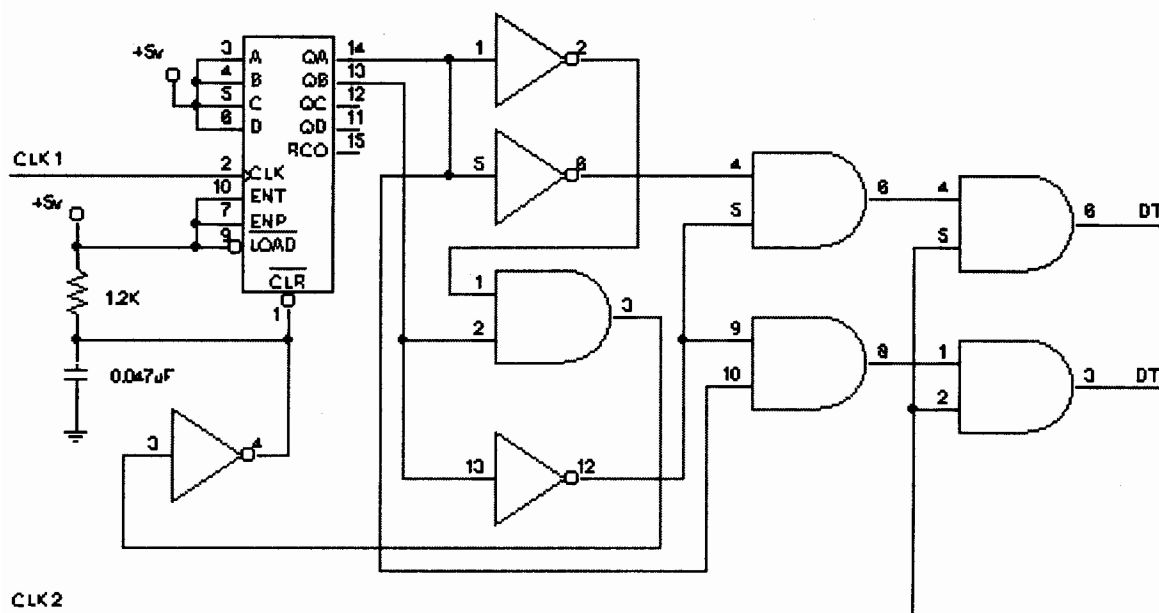 +5v
3 A QA 14
4 B QB 13
5 C QC 12
6 D QD 11
RCO 15
CLK1
2 CLK
10 ENT
7 ENP
9 LOAD
CLR
1
+5v
1.2K
0.047uF
3 4
1 2
5 6
1
2 3
13 12
4
5 6
9
10 8
4
5 6 DT
1
2 3 DT
CLK2